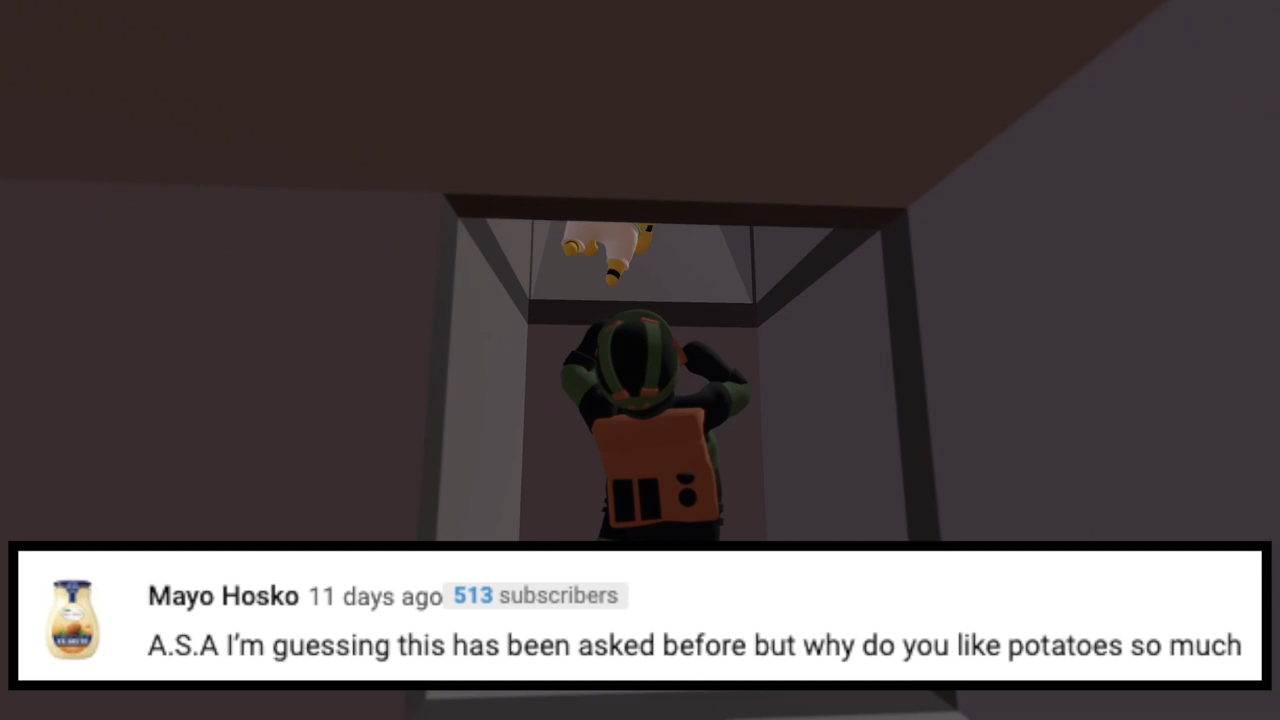 Mayo Hosko 11 days ago 513 subscribers
A.S.A I'm guessing this has been asked before but why do you like potatoes so much